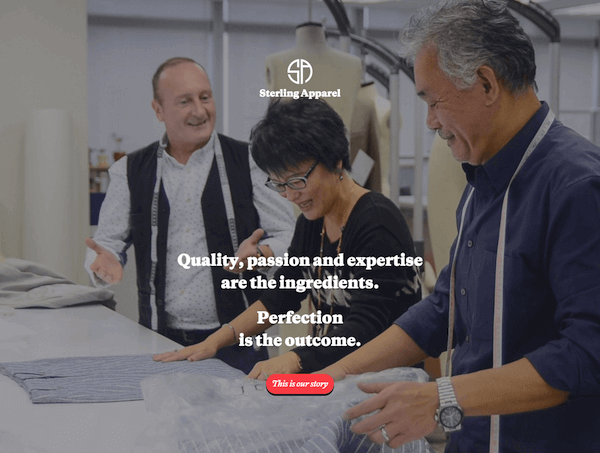 SA
Sterling Apparel
Quality, passion and expertise
are the ingredients.
Perfection
is the outcome.
This is our story